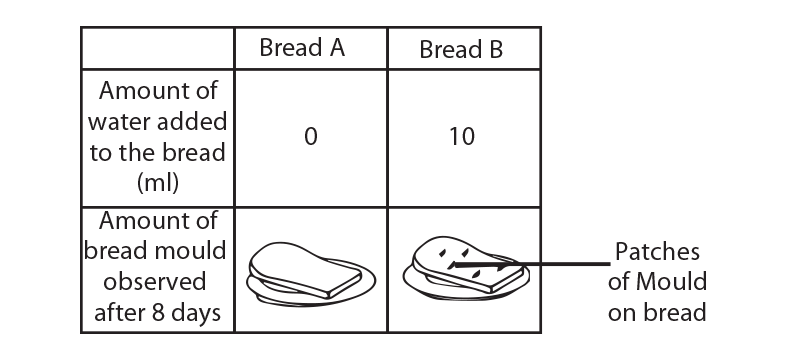 Bread A
Bread B
Amount of
water added
to the bread
(ml)
0
10
Amount of
bread mould
observed
after 8 days
Patches
of Mould
on bread